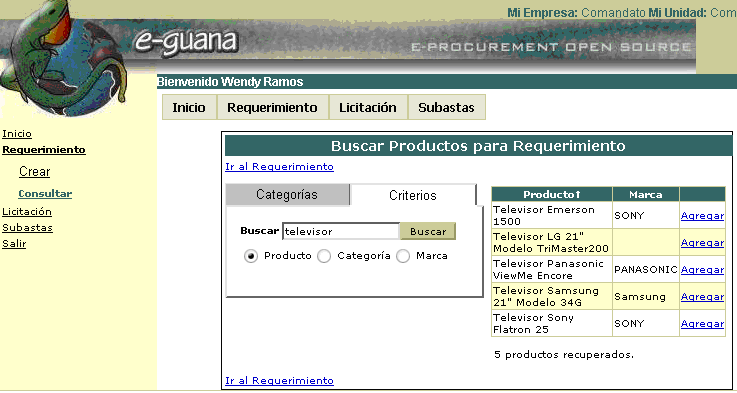 Mi Empresa: Comandato Mi Unidad: Com
e-guana
E-PROCUREMENT OPEN SOURCE
Bienvenido Wendy Ramos
Inicio Requerimiento Licitación Subastas
Inicio
Requerimiento
Crear
Consultar
Licitación
Subastas
Salir
Buscar Productos para Requerimiento
Ir al Requerimiento
Categorías Criterios
Buscar televisor Buscar
Producto Categoría Marca
Producto↑ Marca
Televisor Emerson
1500 SONY Agregar
Televisor LG 21"
Modelo TriMaster200 Agregar
Televisor Panasonic
ViewMe Encore PANASONIC Agregar
Televisor Samsung
21" Modelo 34G Samsung Agregar
Televisor Sony
Flatron 25 SONY Agregar
5 productos recuperados.
Ir al Requerimiento